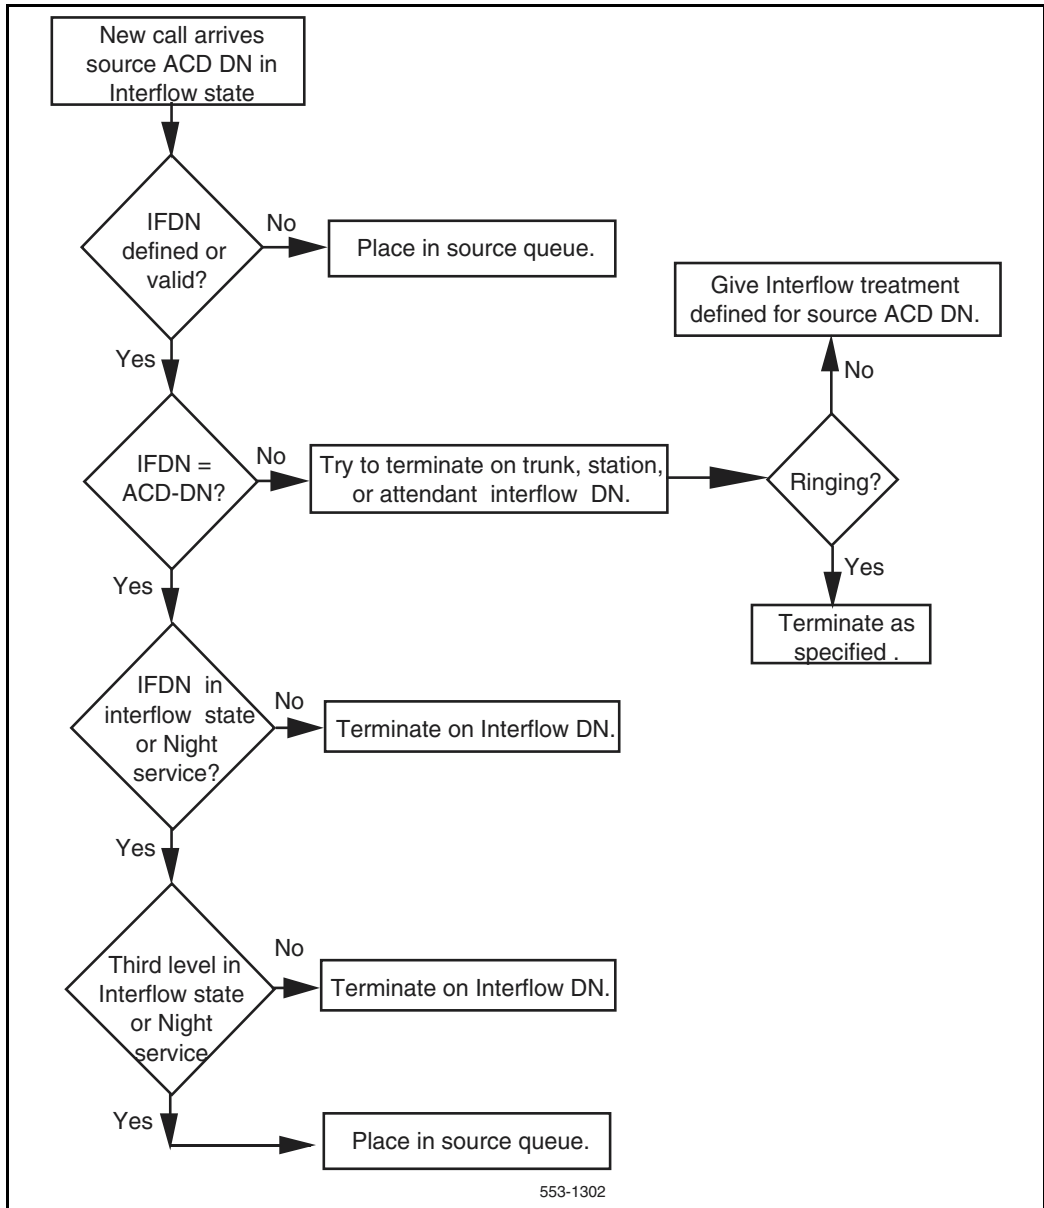 New call arrives
source ACD DN in
Interflow state
IFDN
defined or
valid?
No
Place in source queue.
Give Interflow treatment
defined for source ACD DN.
Yes
No
IFDN =
ACD-DN?
No
Try to terminate on trunk, station,
or attendant interflow DN.
Ringing?
Yes
Yes
Terminate as
specified .
IFDN in
interflow state
or Night
service?
No
Terminate on Interflow DN.
Yes
Third level in
Interflow state
or Night
service
No
Terminate on Interflow DN.
Yes
Place in source queue.
553-1302